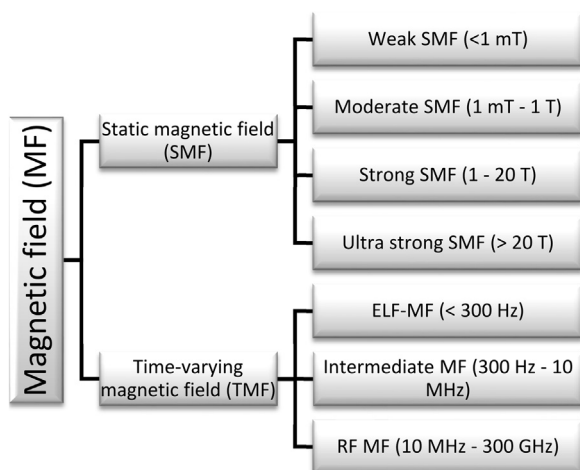 Magnetic field (MF)
Static magnetic field
(SMF)
Weak SMF (<1 mT)
Moderate SMF (1 mT - 1 T)
Strong SMF (1 - 20 T)
Ultra strong SMF (> 20 T)
Time-varying
magnetic field (TMF)
ELF-MF (< 300 Hz)
Intermediate MF (300 Hz - 10
MHz)
RF MF (10 MHz - 300 GHz)